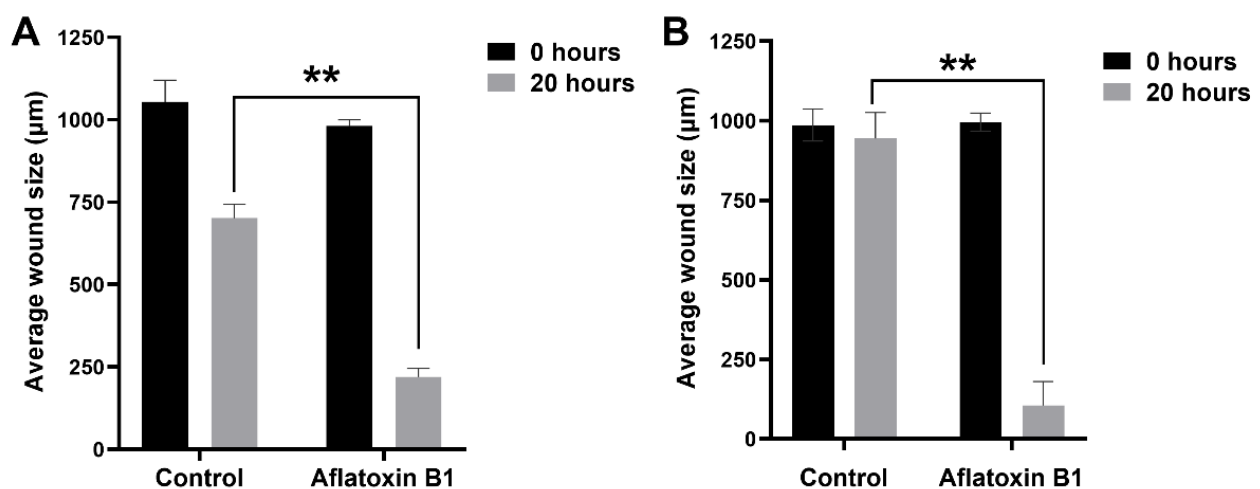 A
Average wound size (µm)
1250
1000
750
500
250
0
**
0 hours
20 hours
Control
Aflatoxin B1
B
Average wound size (µm)
1250
1000
750
500
250
0
**
0 hours
20 hours
Control
Aflatoxin B1